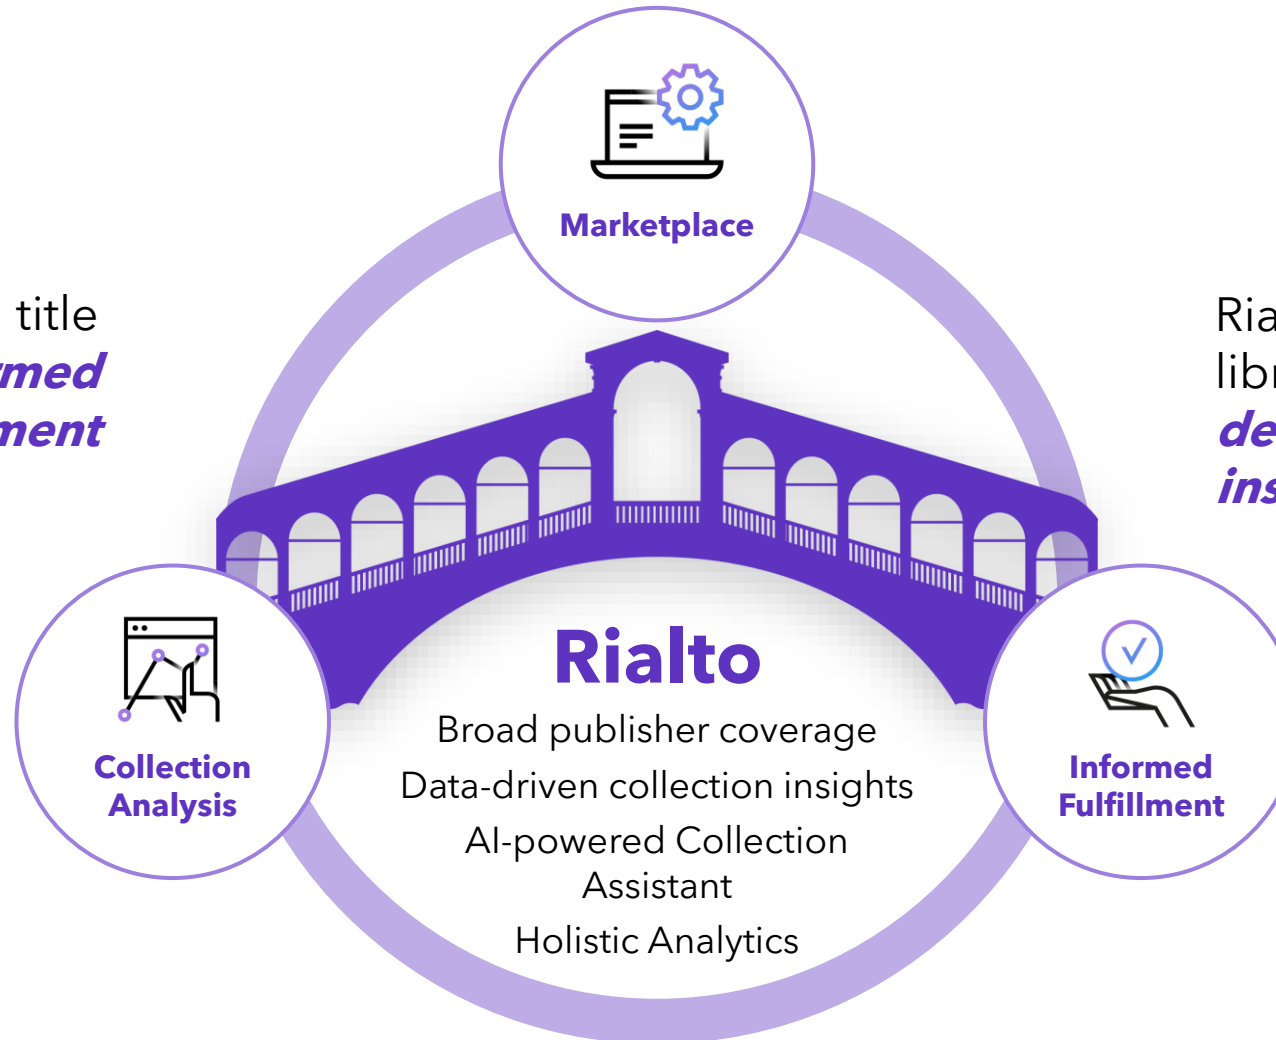 Marketplace
title
Rialto
Broad publisher coverage
Data-driven collection insights
AI-powered Collection
Assistant
Holistic Analytics
Collection
Analysis
Informed
Fulfillment